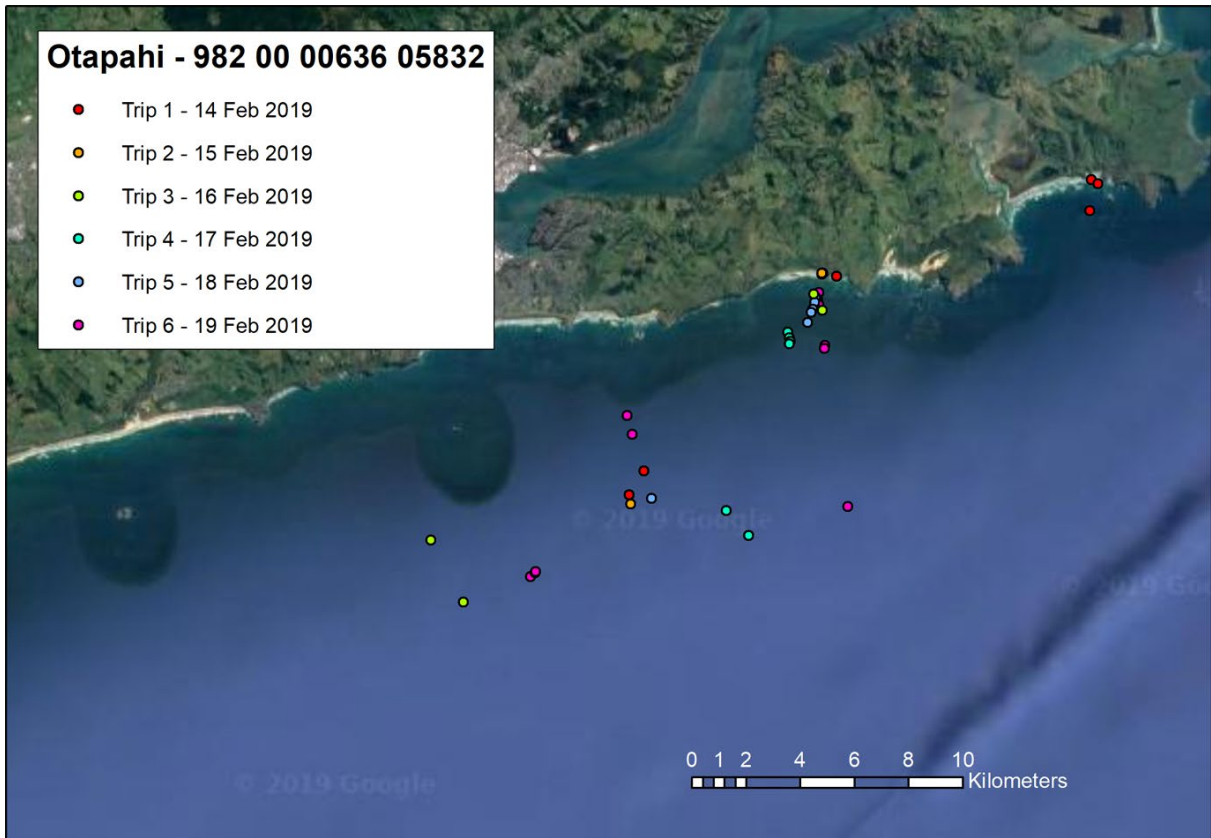 Otapahi - 982 00 00636 05832
Trip 1 - 14 Feb 2019
Trip 2 - 15 Feb 2019
Trip 3 - 16 Feb 2019
Trip 4 - 17 Feb 2019
Trip 5 - 18 Feb 2019
Trip 6 - 19 Feb 2019
© 2019 Google
© 2019 Goo
© 2019 Google
0 1 2 4 6 8 10
Kilometers